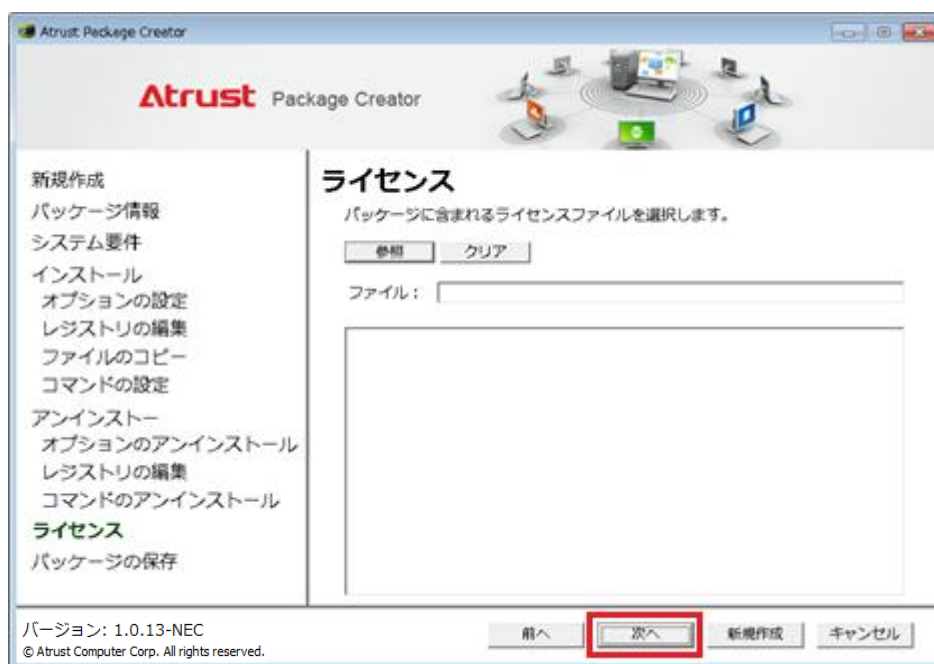 Atrust Package Creator
Atrust Package Creator
新規作成
パッケージ情報
システム要件
インストール
オプションの設定
レジストリの編集
ファイルのコピー
コマンドの設定
アンインストー
オプションのアンインストール
レジストリの編集
コマンドのアンインストール
ライセンス
パッケージの保存
ライセンス
パッケージに含まれるライセンスファイルを選択します。
参照 クリア
ファイル：
バージョン: 1.0.13-NEC
© Atrust Computer Corp. All rights reserved.
前へ 次へ 新規作成 キャンセル